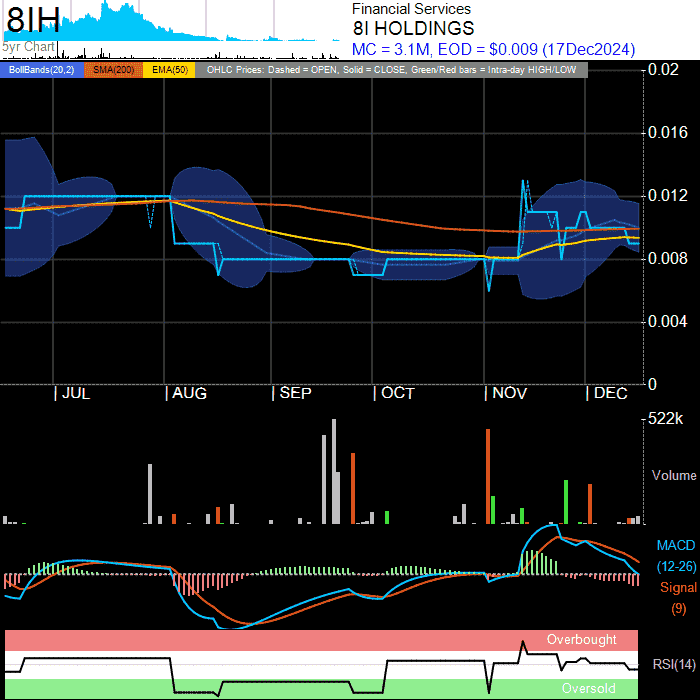 8IH
5yr Chart
Financial Services
8I HOLDINGS
MC = 3.1M, EOD = $0.009 (17Dec2024)
BollBands(20,2) SMA(200) EMA(50) OHLC Prices: Dashed = OPEN, Solid = CLOSE, Green/Red bars = Intra-day HIGH/LOW
0.02
0.016
0.012
0.008
0.004
0
| JUL | AUG | SEP | OCT | NOV | DEC
522k
Volume
MACD
(12-26)
Signal
(9)
Overbought
RSI(14)
Oversold